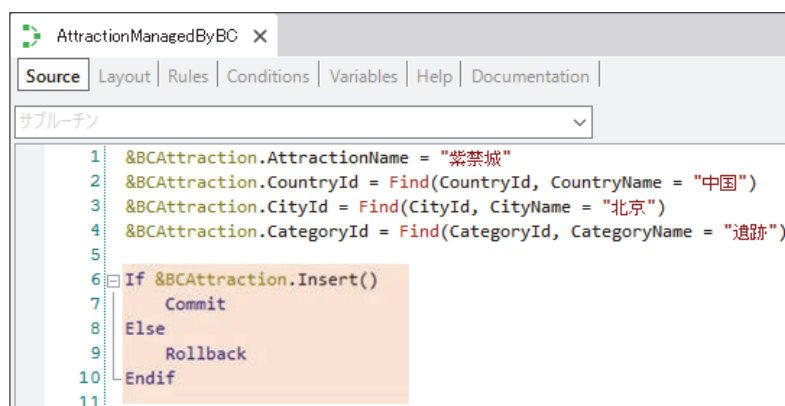 AttractionManagedByBC
Source Layout Rules Conditions Variables Help Documentation
サブルーチン
1 &BCAttraction.AttractionName = "紫禁城"
2 &BCAttraction.CountryId = Find(CountryId, CountryName = "中国")
3 &BCAttraction.CityId = Find(CityId, CityName = "北京")
4 &BCAttraction.CategoryId = Find(CategoryId, CategoryName = "遺跡")
5
6 If &BCAttraction.Insert()
7 Commit
8 Else
9 Rollback
10 Endif
11